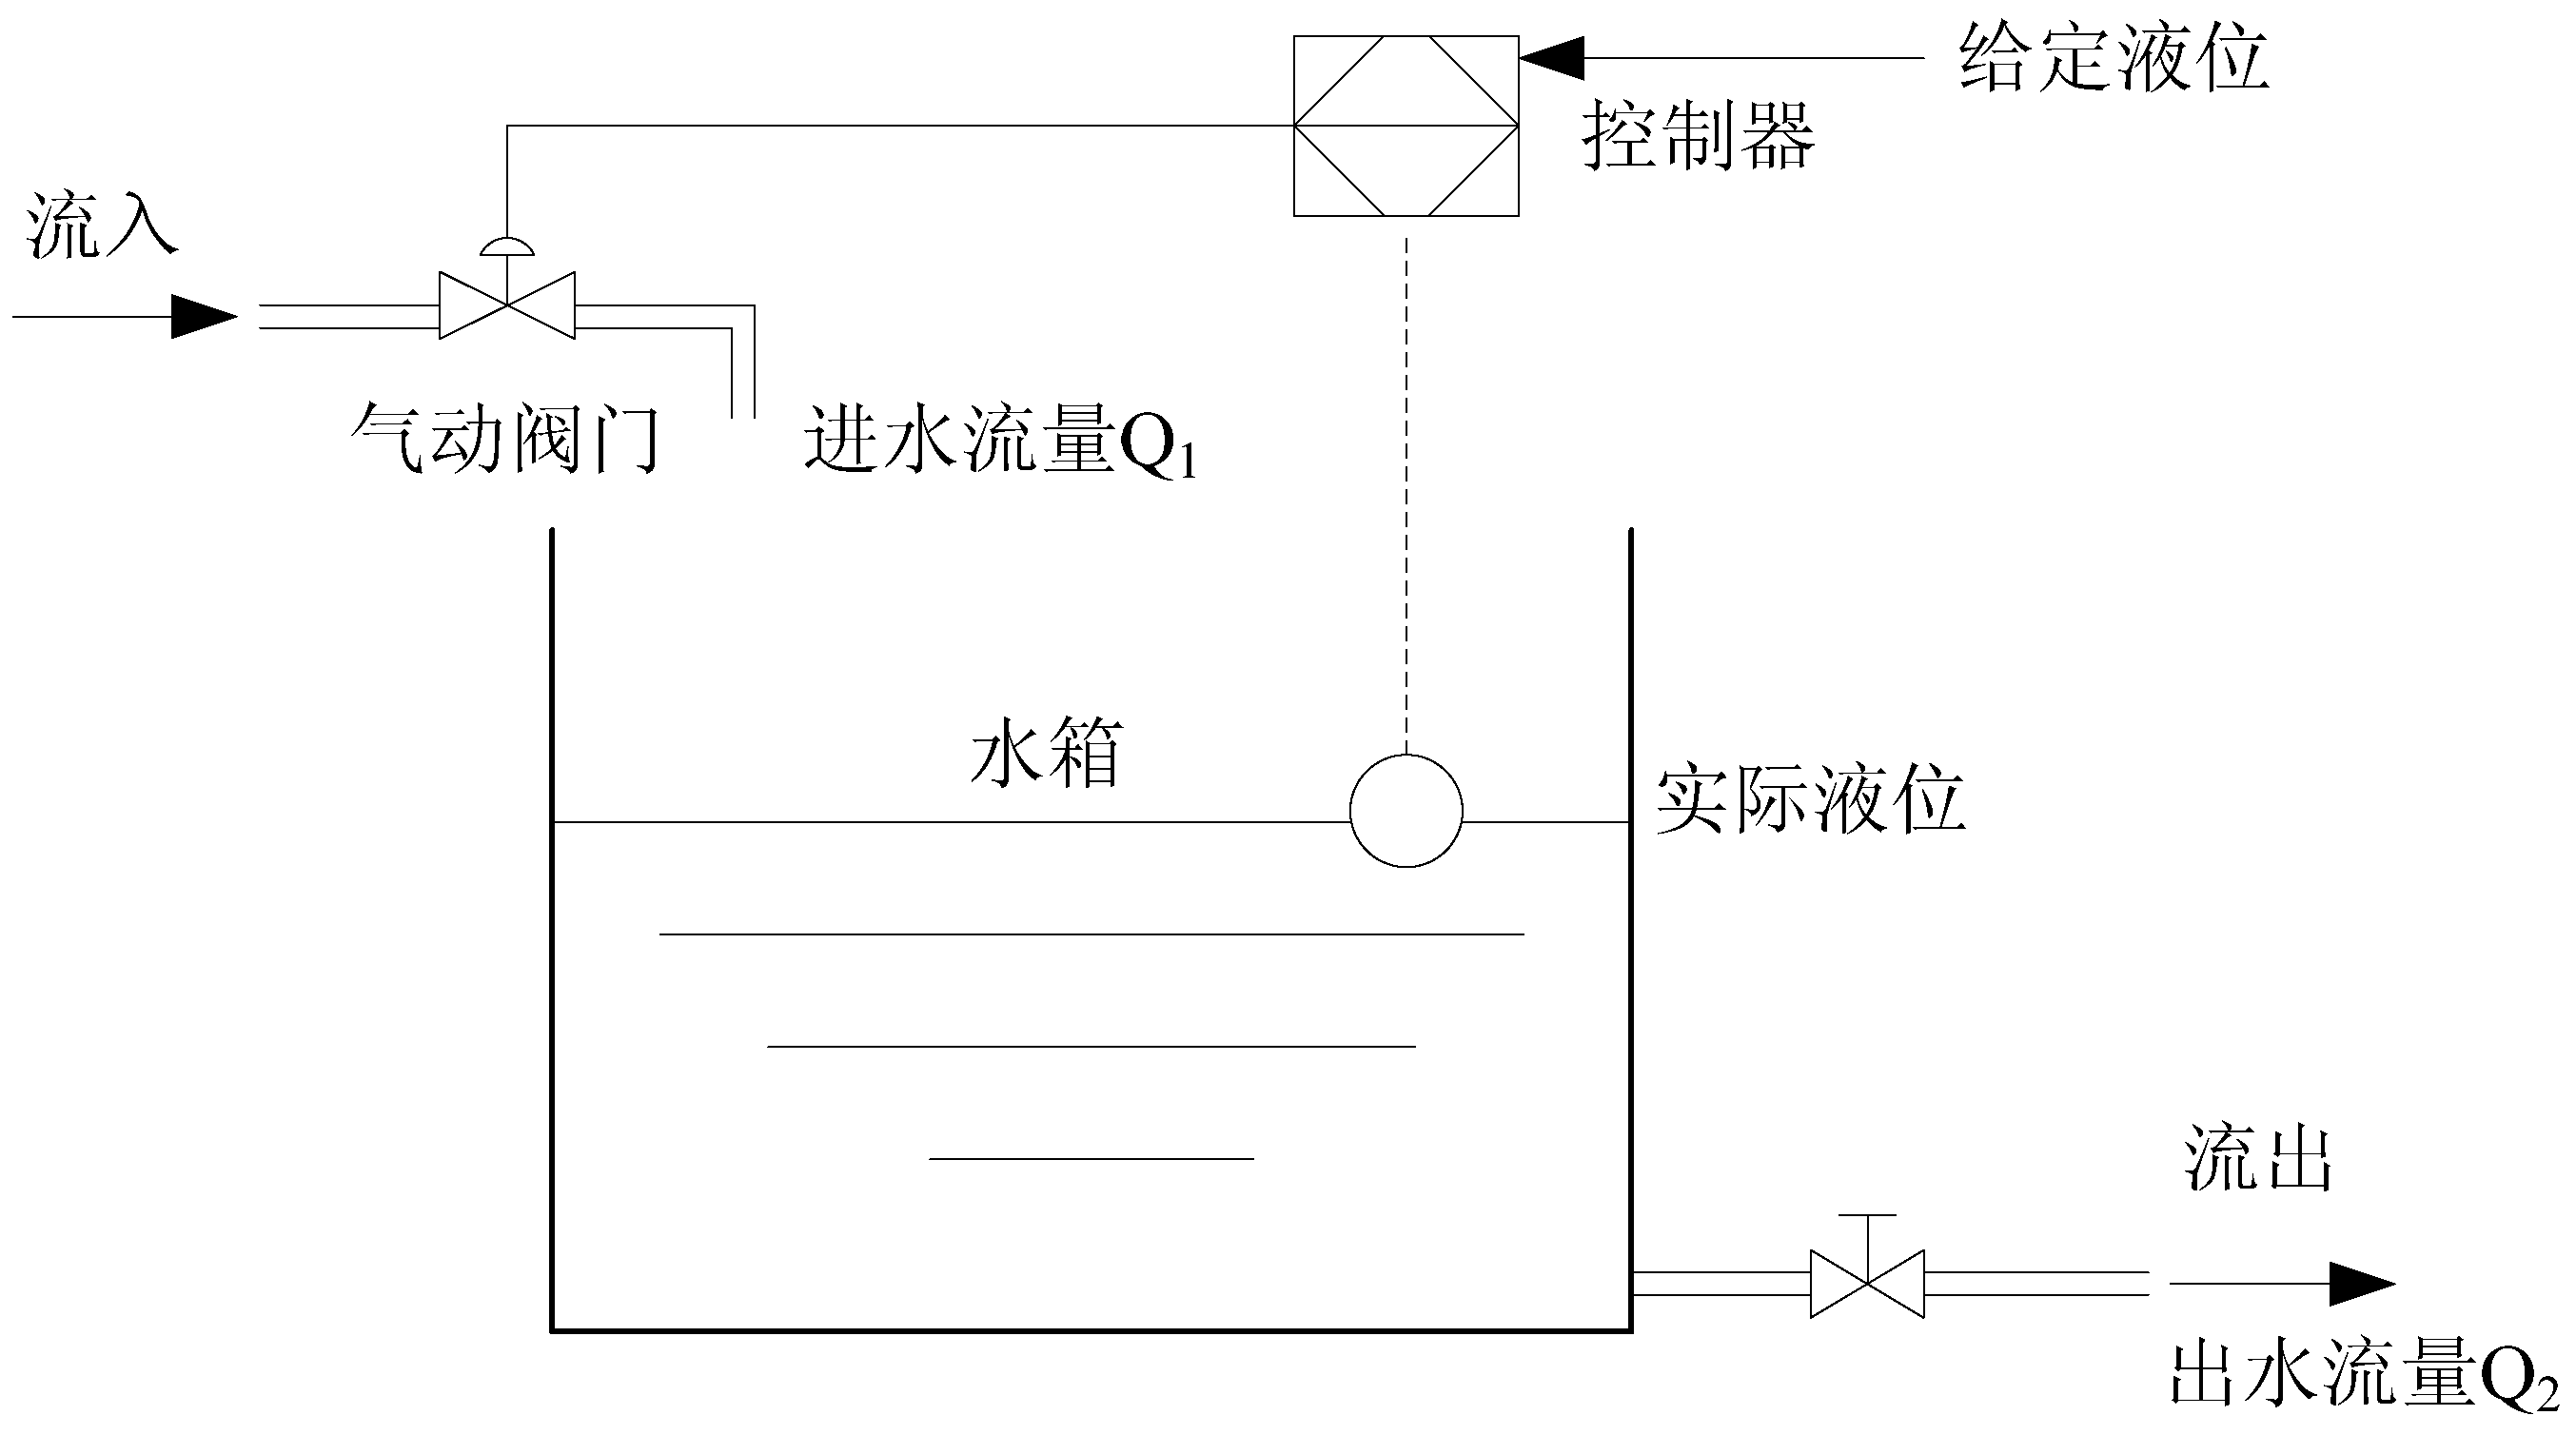 给定液位
控制器
流入
气动阀门
进水流量Q₁
水箱
实际液位
流出
出水流量Q₂